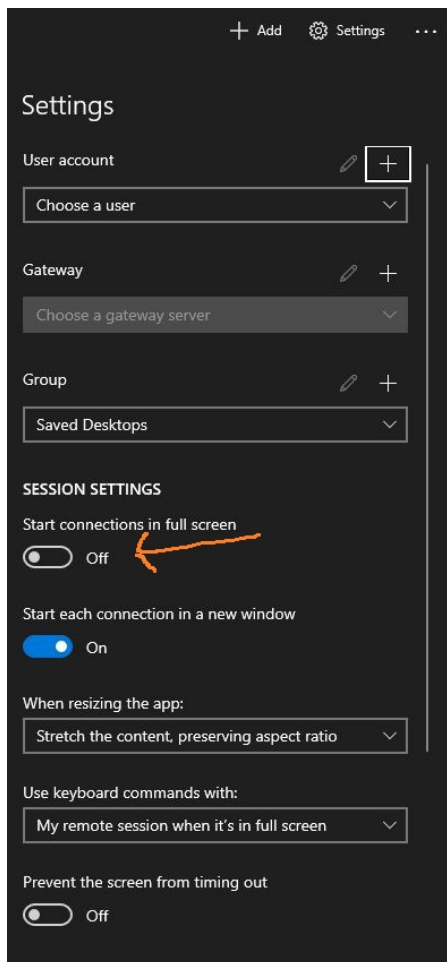 Add Settings ...
Settings
User account
Choose a user
Gateway
Choose a gateway server
Group
Saved Desktops
SESSION SETTINGS
Start connections in full screen
Off
Start each connection in a new window
On
When resizing the app:
Stretch the content, preserving aspect ratio
Use keyboard commands with:
My remote session when it's in full screen
Prevent the screen from timing out
Off